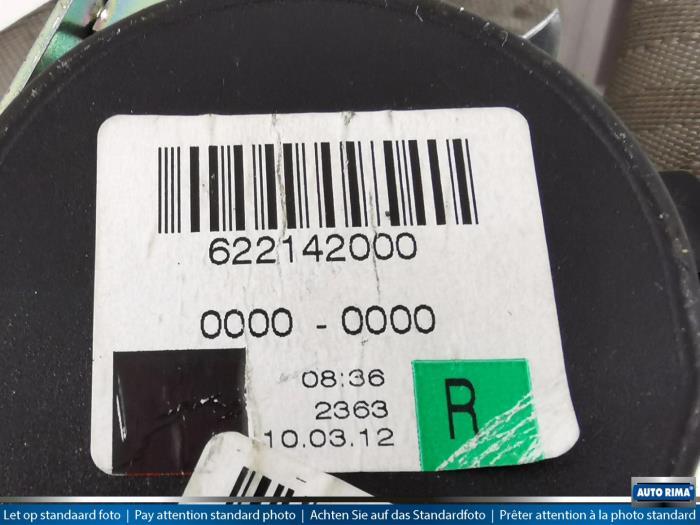 622142000
0000 - 0000
08:36
2363
10.03.12
R
AUTO RIMA
Let op standaard foto | Pay attention standard photo | Achten Sie auf das Standardfoto | Prêter attention à la photo standard